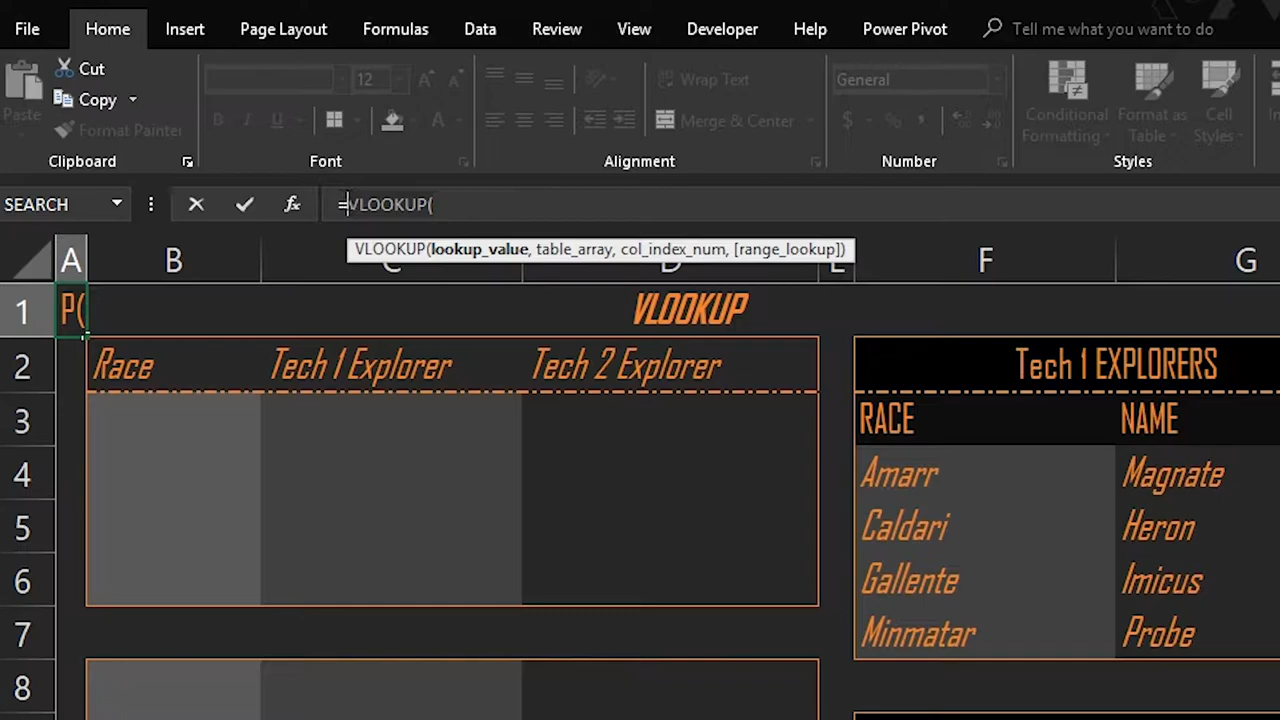 File Home Insert Page Layout Formulas Data Review View Developer Help Power Pivot Tell me what you want to do
Paste
Cut
Copy
Format Painter
Clipboard
12
B I U A
Font
Wrap Text
Merge & Center
Alignment
General
$ % ,
Number
Conditional Formatting
Format as Table
Cell Styles
Styles
SEARCH fx =VLOOKUP(
VLOOKUP(lookup_value, table_array, col_index_num, [range_lookup])
A B C D E F G
1 P( VLOOKUP
2 Race Tech 1 Explorer Tech 2 Explorer Tech 1 EXPLORERS
3 RACE NAME
4 Amarr Magnate
5 Caldari Heron
6 Gallente Imicus
7 Minmatar Probe
8